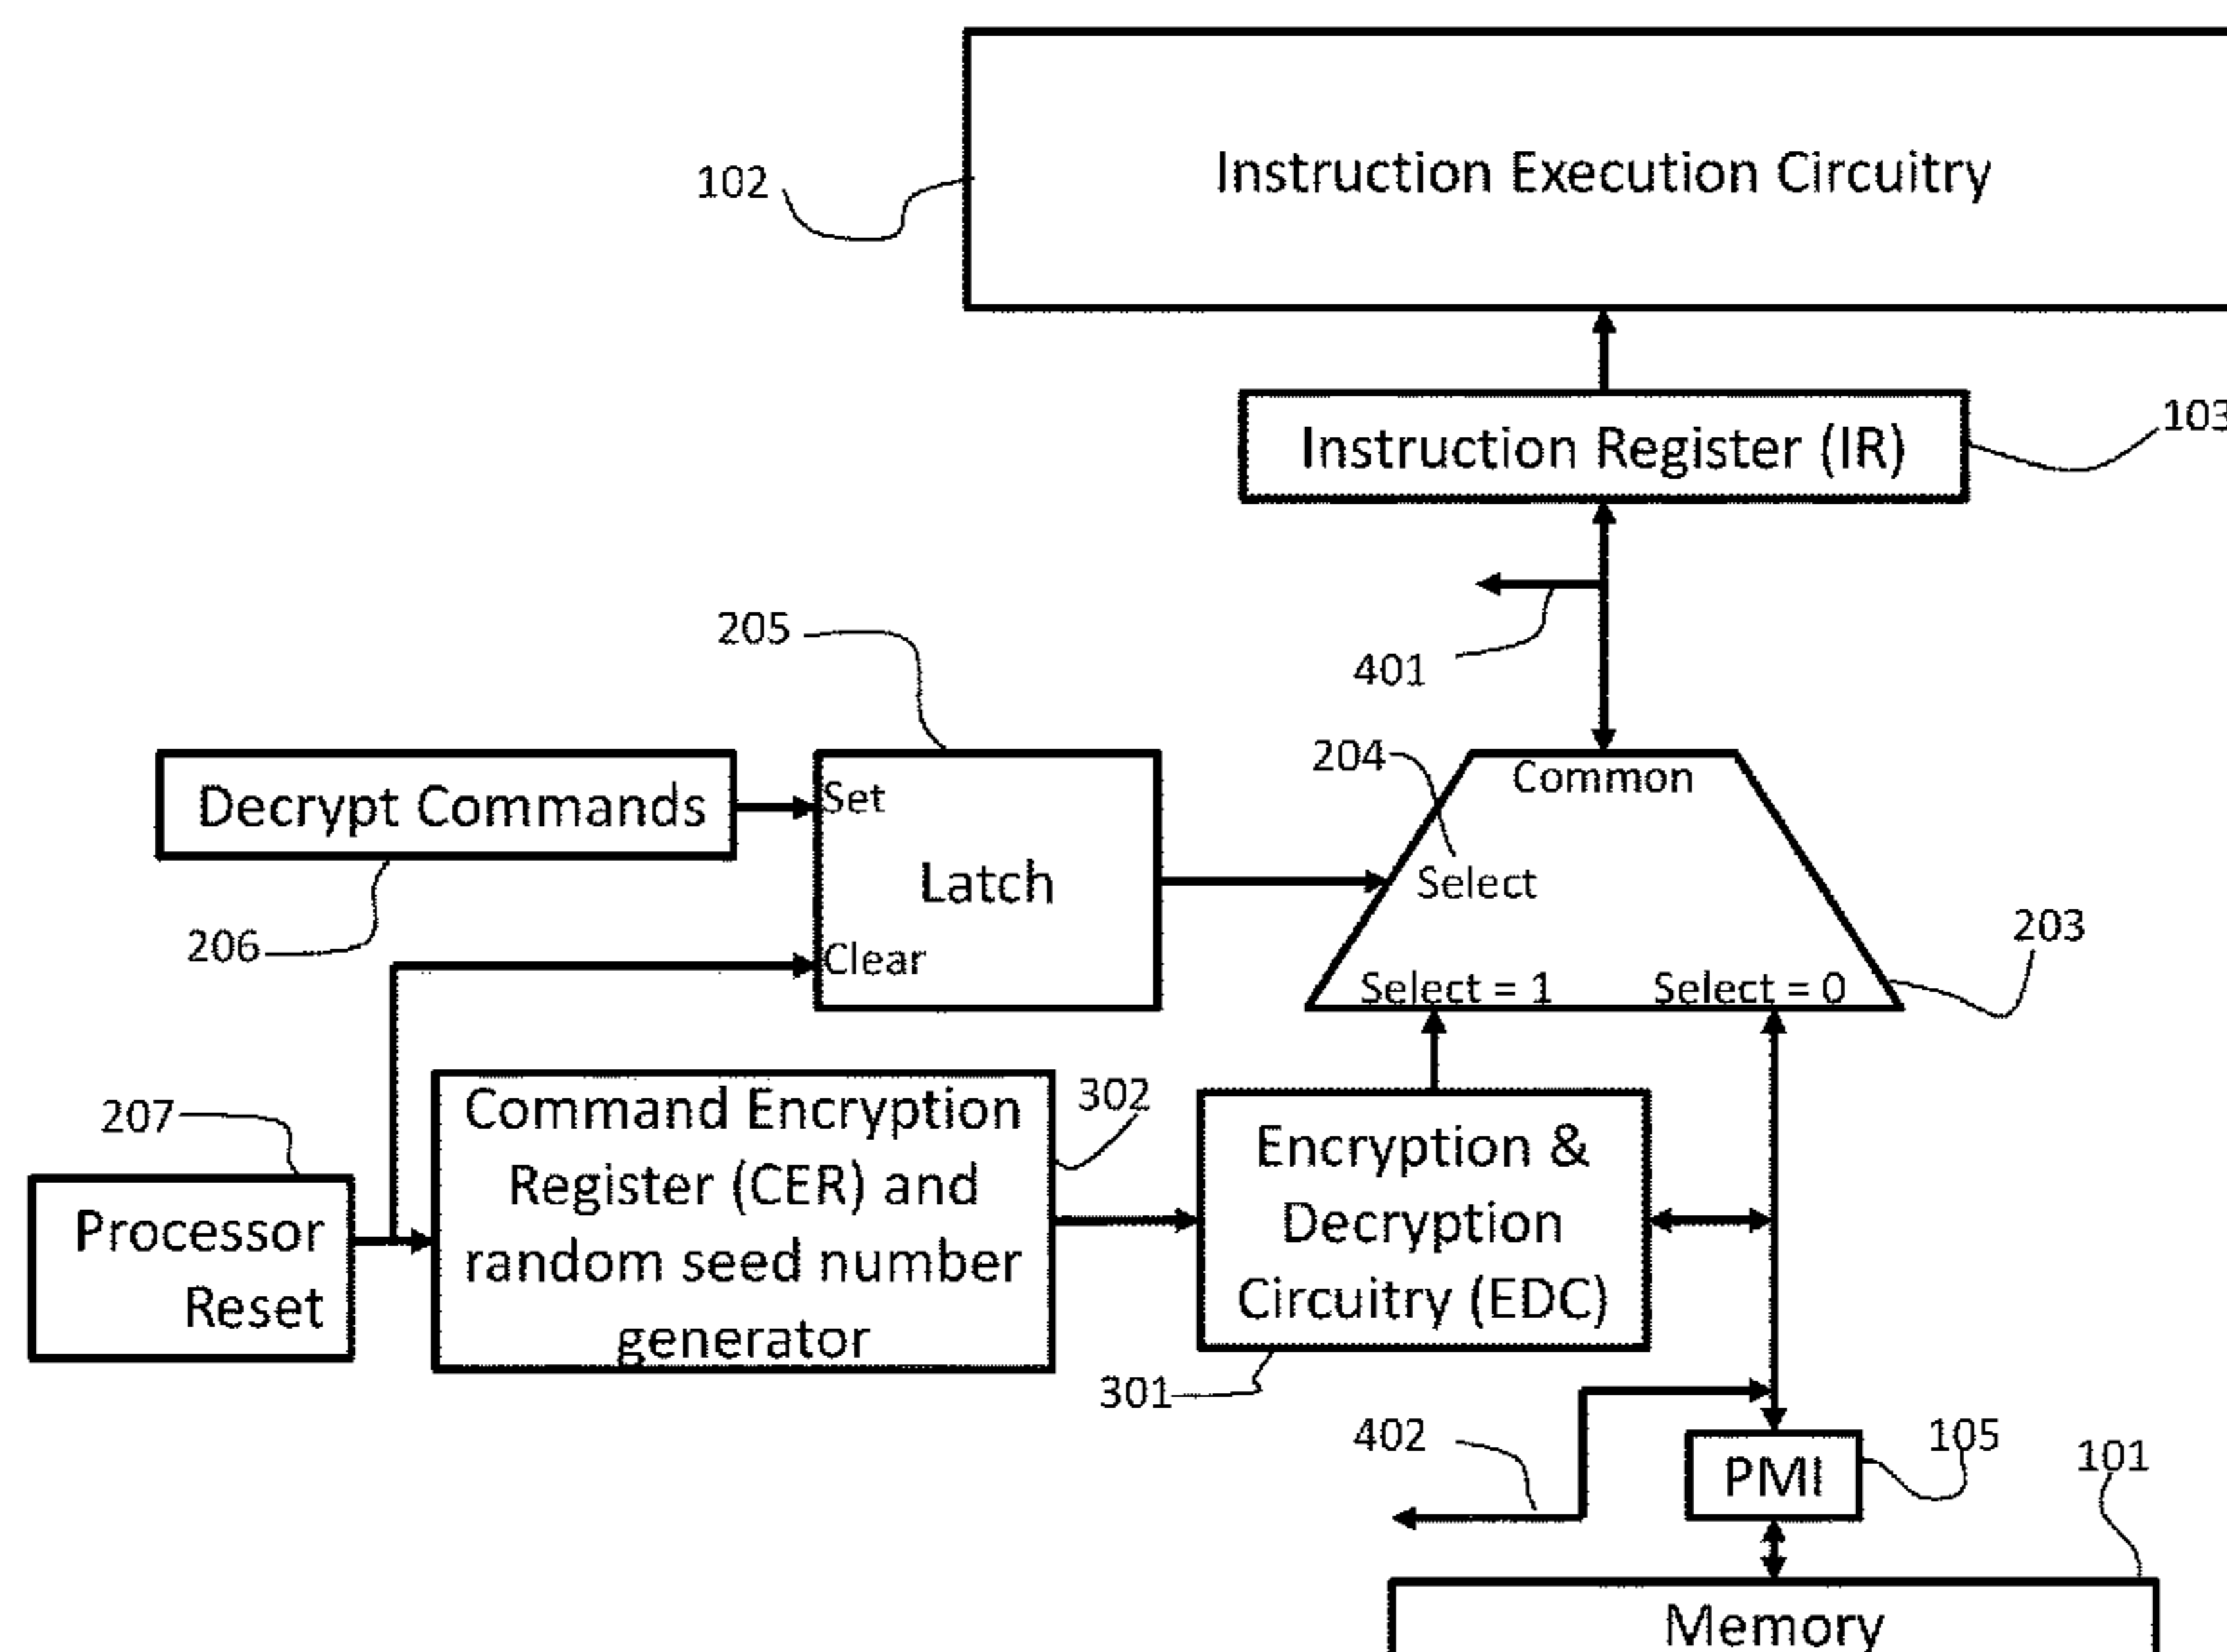 Instruction Execution Circuitry
102
Instruction Register (IR)
103
401
205
204
Common
Decrypt Commands
Set
Latch
Select
206
Clear
203
Select = 1
Select = 0
207
Command Encryption
Register (CER) and
random seed number
generator
302
Encryption &
Decryption
Circuitry (EDC)
Processor
Reset
301
402
PMI
105
101
Memory